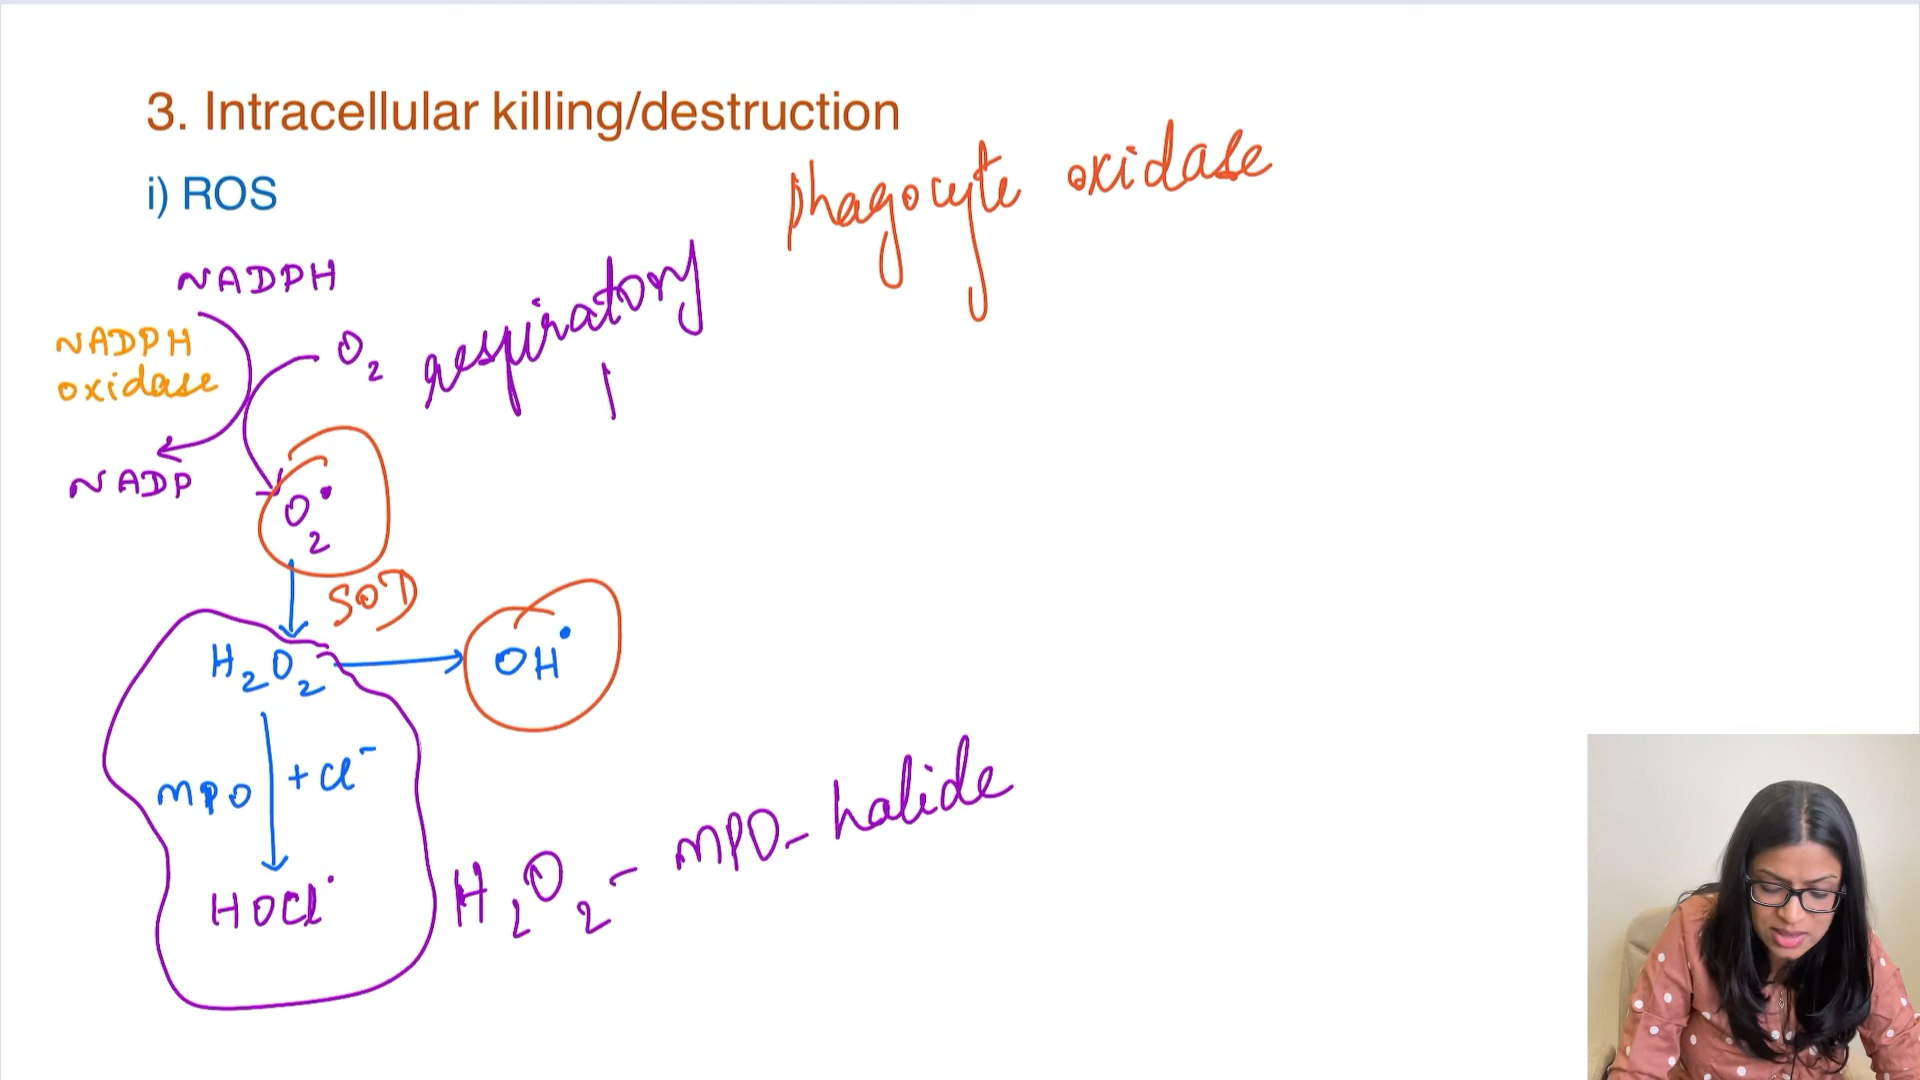 3. Intracellular killing/destruction
i) ROS
Phagocyte oxidase
NADPH
NADPH
oxidase
O2
respiratory
NADP
O2•
SOD
H2O2
OH•
MPO
+Cl⁻
HOCl•
H2O2 - MPO - halide